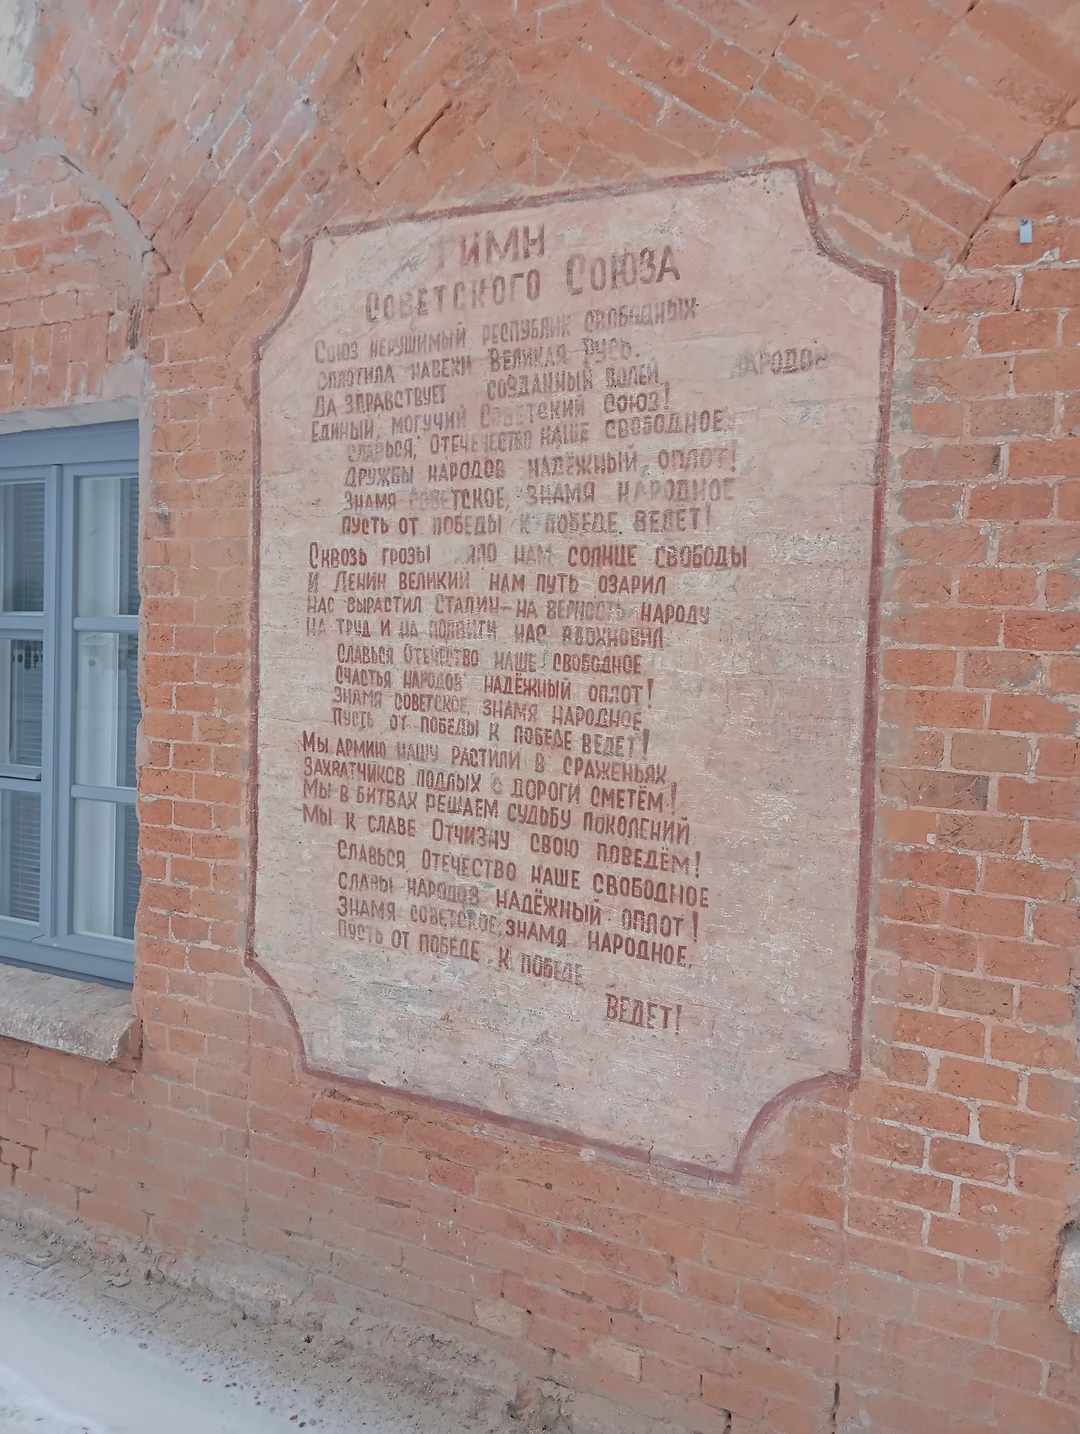 ГИМН
СОВЕТСКОГО СОЮЗА
СОЮЗ НЕРУШИМЫЙ РЕСПУБЛИК СВОБОДНЫХ
СПЛОТИЛА НАВЕКИ ВЕЛИКАЯ РУСЬ.
ДА ЗДРАВСТВУЕТ СОЗДАННЫЙ ВОЛЕЙ НАРОДОВ
ЕДИНЫЙ, МОГУЧИЙ СОВЕТСКИЙ СОЮЗ!
СЛАВЬСЯ, ОТЕЧЕСТВО НАШЕ СВОБОДНОЕ,
ДРУЖБЫ НАРОДОВ НАДЁЖНЫЙ ОПЛОТ!
ЗНАМЯ СОВЕТСКОЕ, ЗНАМЯ НАРОДНОЕ
ПУСТЬ ОТ ПОБЕДЫ К ПОБЕДЕ ВЕДЕТ!
СКВОЗЬ ГРОЗЫ ЯЛО НАМ СОЛНЦЕ СВОБОДЫ
И ЛЕНИН ВЕЛИКИЙ НАМ ПУТЬ ОЗАРИЛ
НАС ВЫРАСТИЛ СТАЛИН-НА ВЕРНОСТЬ НАРОДУ
НА ТРУД И НА ПОДВИГИ НАС ВДОХНОВИЛ.
СЛАВЬСЯ ОТЕЧЕСТВО НАШЕ СВОБОДНОЕ
СЧАСТЬЯ НАРОДОВ НАДЁЖНЫЙ ОПЛОТ!
ЗНАМЯ СОВЕТСКОЕ, ЗНАМЯ НАРОДНОЕ
ПУСТЬ ОТ ПОБЕДЫ К ПОБЕДЕ ВЕДЕТ!
МЫ АРМИЮ НАШУ РАСТИЛИ В СРАЖЕНЬЯХ,
ЗАХВАТЧИКОВ ПОДЛЫХ С ДОРОГИ СМЕТЁМ!
МЫ В БИТВАХ РЕШАЕМ СУДЬБУ ПОКОЛЕНИЙ
МЫ К СЛАВЕ ОТЧИЗНУ СВОЮ ПОВЕДЁМ!
СЛАВЬСЯ ОТЕЧЕСТВО НАШЕ СВОБОДНОЕ
СЛАВЫ НАРОДОВ НАДЁЖНЫЙ ОПЛОТ!
ЗНАМЯ СОВЕТСКОЕ, ЗНАМЯ НАРОДНОЕ,
ПУСТЬ ОТ ПОБЕДЕ К ПОБЕДЕ
ВЕДЕТ!